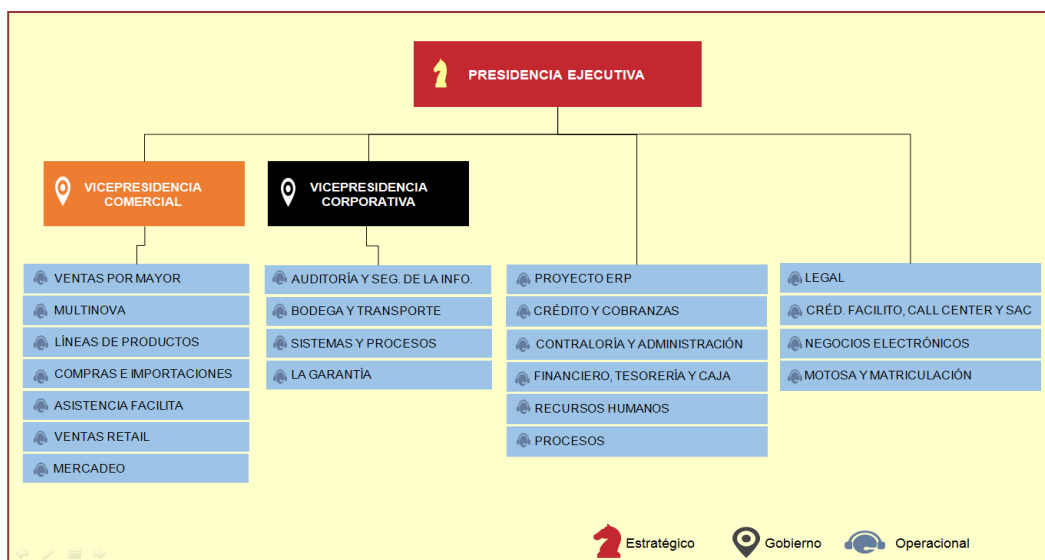 PRESIDENCIA EJECUTIVA
VICEPRESIDENCIA
COMERCIAL
VICEPRESIDENCIA
CORPORATIVA
VENTAS POR MAYOR
MULTINOVA
LÍNEAS DE PRODUCTOS
COMPRAS E IMPORTACIONES
ASISTENCIA FACILITA
VENTAS RETAIL
MERCADEO
AUDITORÍA Y SEG. DE LA INFO.
BODEGA Y TRANSPORTE
SISTEMAS Y PROCESOS
LA GARANTÍA
PROYECTO ERP
CRÉDITO Y COBRANZAS
CONTRALORÍA Y ADMINISTRACIÓN
FINANCIERO, TESORERÍA Y CAJA
RECURSOS HUMANOS
PROCESOS
LEGAL
CRÉD. FACILITO, CALL CENTER Y SAC
NEGOCIOS ELECTRÓNICOS
MOTOSA Y MATRICULACIÓN
Estratégico
Gobierno
Operacional